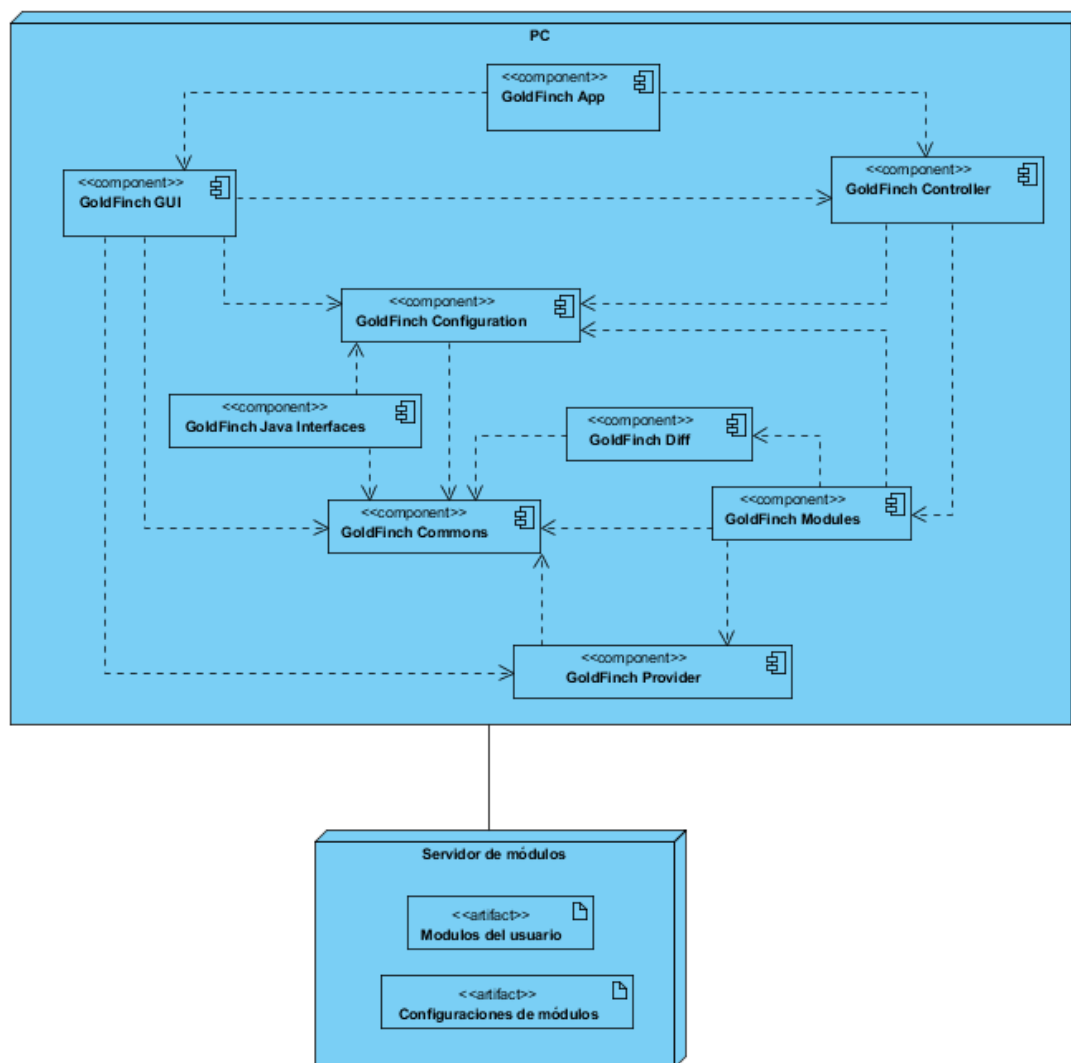 PC
<<component>>
GoldFinch App
<<component>>
GoldFinch GUI
<<component>>
GoldFinch Controller
<<component>>
GoldFinch Configuration
<<component>>
GoldFinch Java Interfaces
<<component>>
GoldFinch Diff
<<component>>
GoldFinch Commons
<<component>>
GoldFinch Modules
<<component>>
GoldFinch Provider
Servidor de módulos
<<artifact>>
Modulos del usuario
<<artifact>>
Configuraciones de módulos